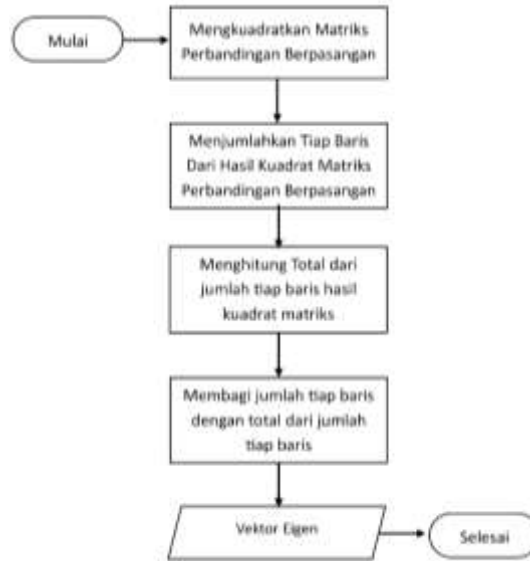 Mulai
Mengkuadratkan Matriks
Perbandingan Berpasangan
Menjumlahkan Tiap Baris
Dari Hasil Kuadrat Matriks
Perbandingan Berpasangan
Menghitung Total dari
jumlah tiap baris hasil
kuadrat matriks
Membagi jumlah tiap baris
dengan total dari jumlah
tiap baris
Vektor Eigen
Selesai